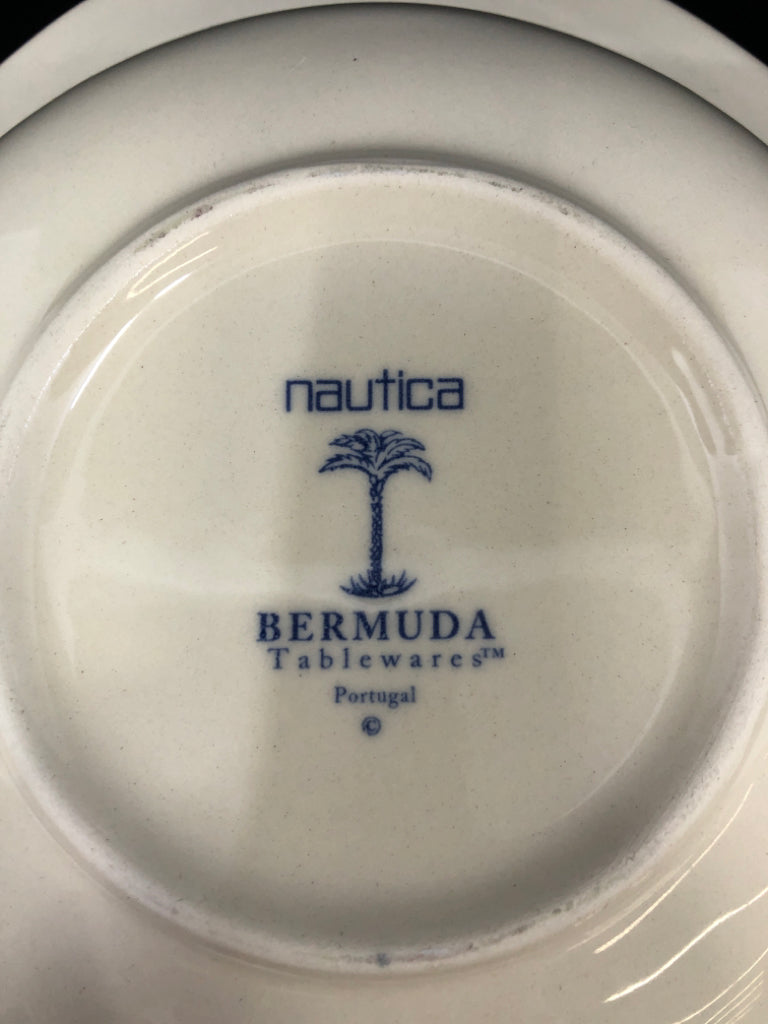 nautica
BERMUDA
Tablewares™
Portugal
©